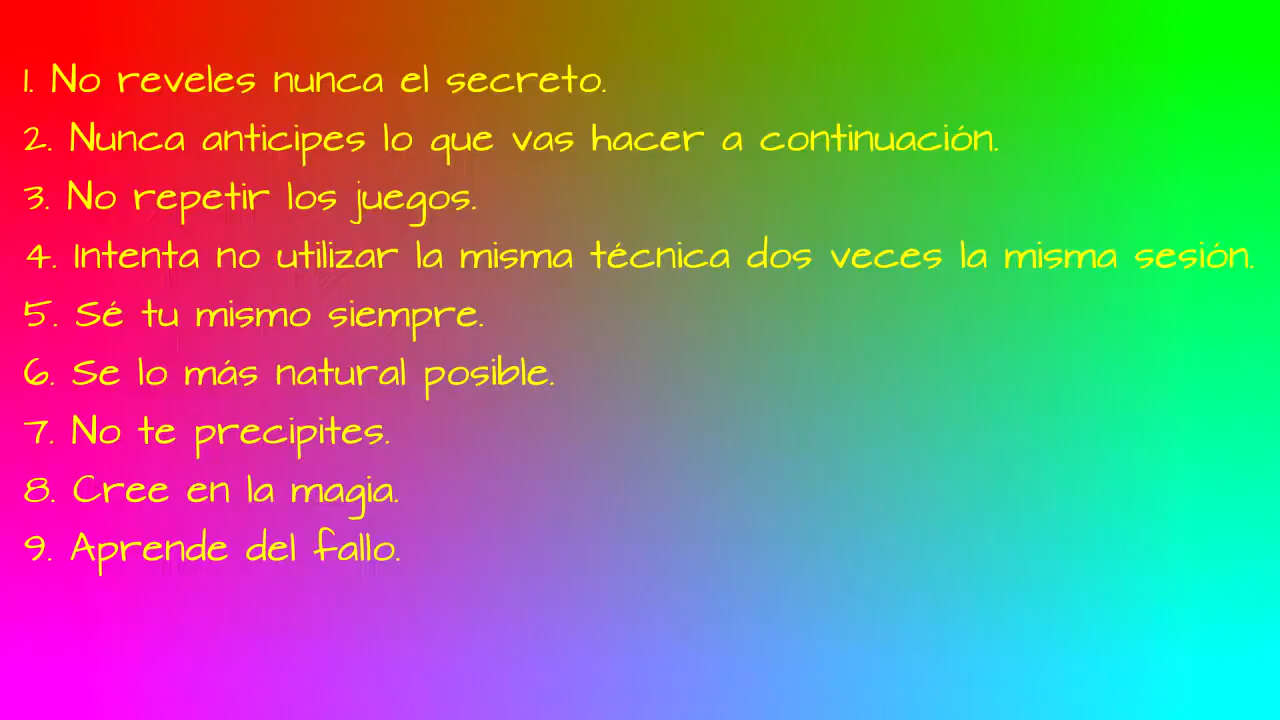 1. No reveles nunca el secreto.
2. Nunca anticipes lo que vas hacer a continuación.
3. No repetir los juegos.
4. Intenta no utilizar la misma técnica dos veces la misma sesión.
5. Sé tu mismo siempre.
6. Se lo más natural posible.
7. No te precipites.
8. Cree en la magia.
9. Aprende del fallo.